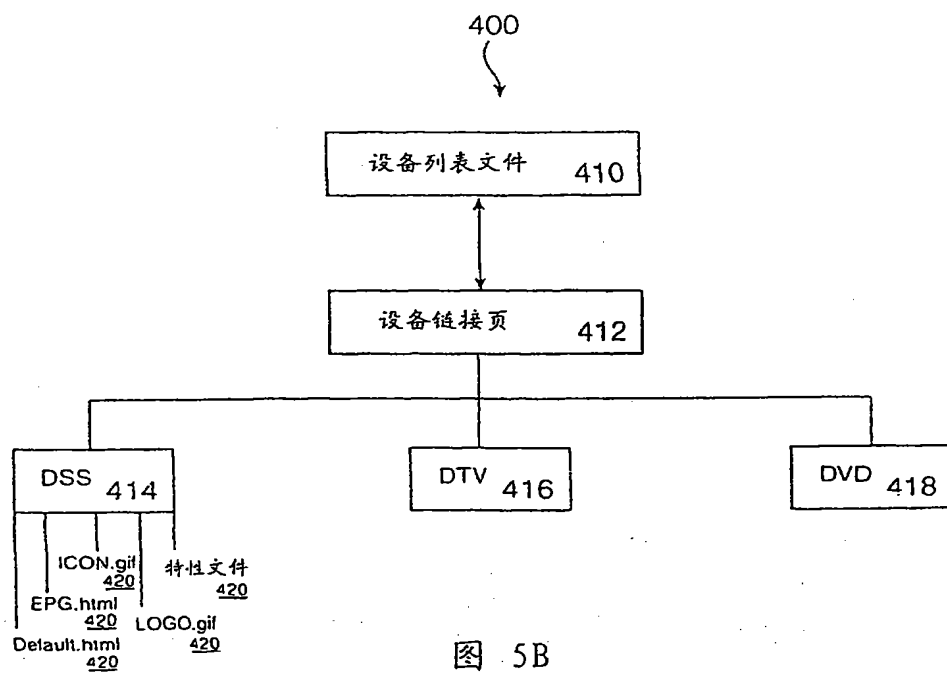 400
设备列表文件 410
设备链接页 412
DSS 414
DTV 416
DVD 418
ICON.gif 420
特性文件 420
EPG.html 420
LOGO.gif 420
Default.html 420
图 5B